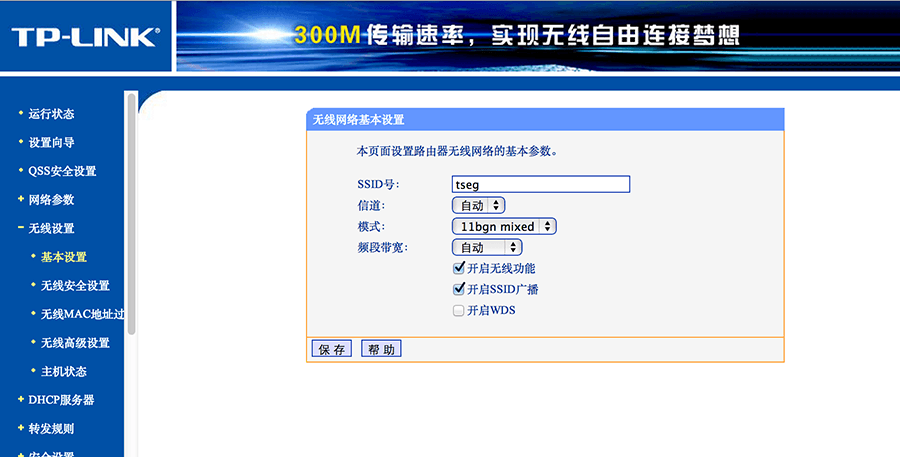 TP-LINK®
300M传输速率，实现无线自由连接梦想
运行状态
设置向导
QSS安全设置
网络参数
无线设置
基本设置
无线安全设置
无线MAC地址过
无线高级设置
主机状态
DHCP服务器
转发规则
安全设置
无线网络基本设置
本页面设置路由器无线网络的基本参数。
SSID号： tseg
信道： 自动
模式： 11bgn mixed
频段带宽： 自动
开启无线功能
开启SSID广播
开启WDS
保 存 帮 助